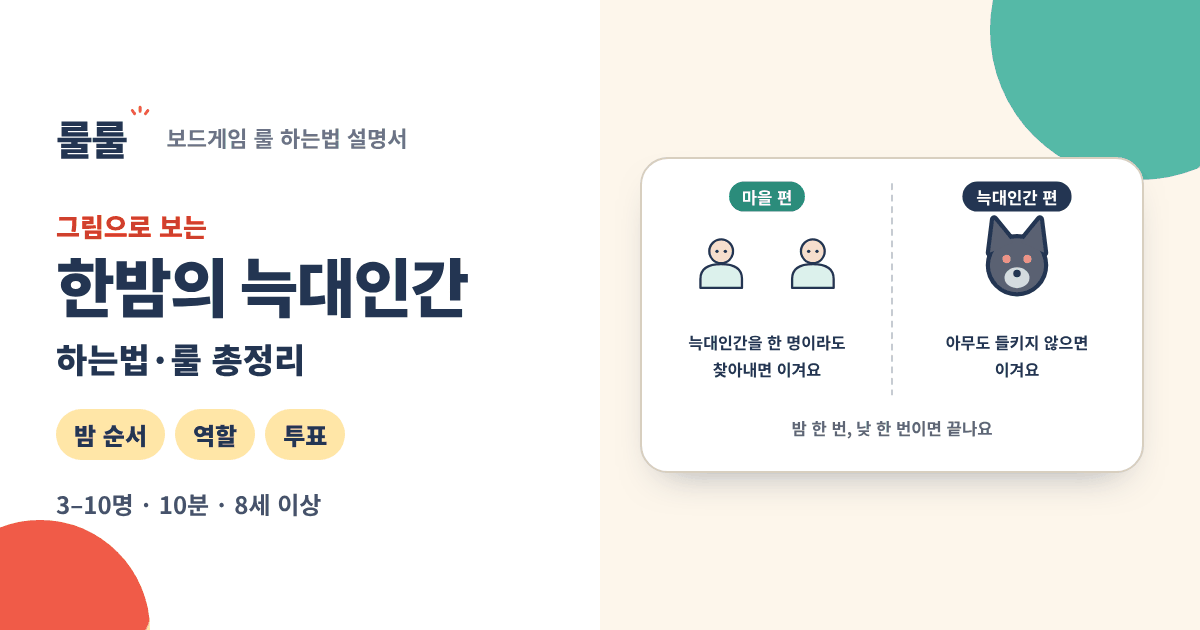 룰룰
보드게임 룰 하는법 설명서
그림으로 보는
한밤의 늑대인간
하는법·룰 총정리
밤 순서
역할
투표
3–10명 · 10분 · 8세 이상
마을 편
늑대인간을 한 명이라도
찾아내면 이겨요
늑대인간 편
아무도 들키지 않으면
이겨요
밤 한 번, 낮 한 번이면 끝나요